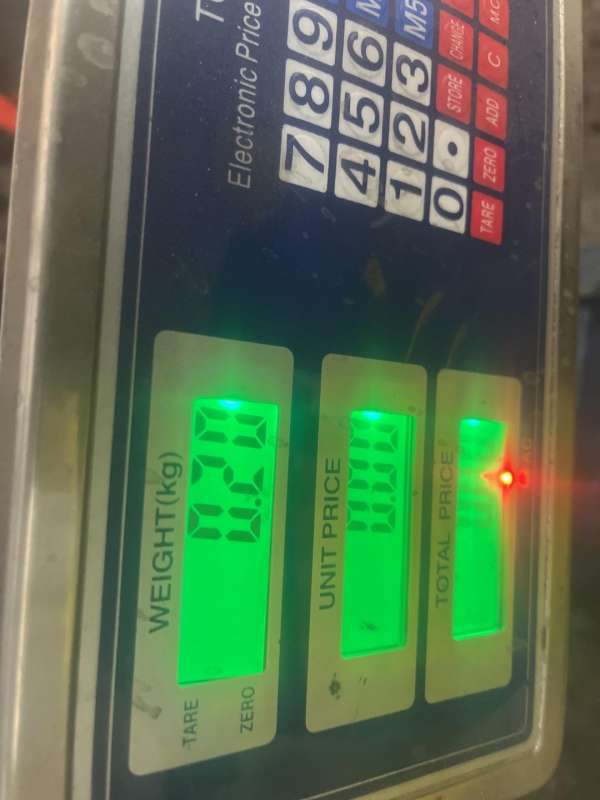 Electronic Price
WEIGHT(kg)
0.20
TARE
ZERO
UNIT PRICE
0.00
TOTAL PRICE
7 8 9
4 5 6
1 2 3 M5
0 . STORE CHANGE
TARE ZERO ADD C